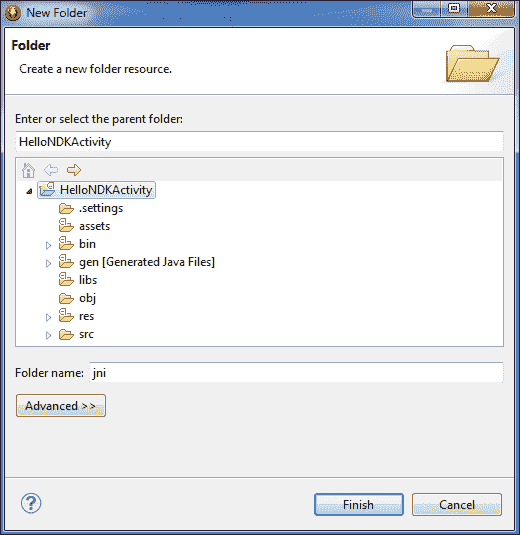 New Folder
Folder
Create a new folder resource.
Enter or select the parent folder:
HelloNDKActivity
HelloNDKActivity
.settings
assets
bin
gen [Generated Java Files]
libs
obj
res
src
Folder name: jni
Advanced >>
?
Finish Cancel